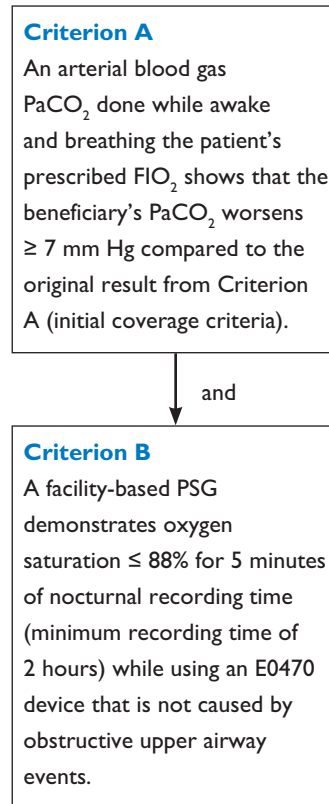 Criterion A
An arterial blood gas
PaCO₂ done while awake
and breathing the patient’s
prescribed FIO₂ shows that the
beneficiary’s PaCO₂ worsens
≥ 7 mm Hg compared to the
original result from Criterion
A (initial coverage criteria).
and
Criterion B
A facility-based PSG
demonstrates oxygen
saturation ≤ 88% for 5 minutes
of nocturnal recording time
(minimum recording time of
2 hours) while using an E0470
device that is not caused by
obstructive upper airway
events.